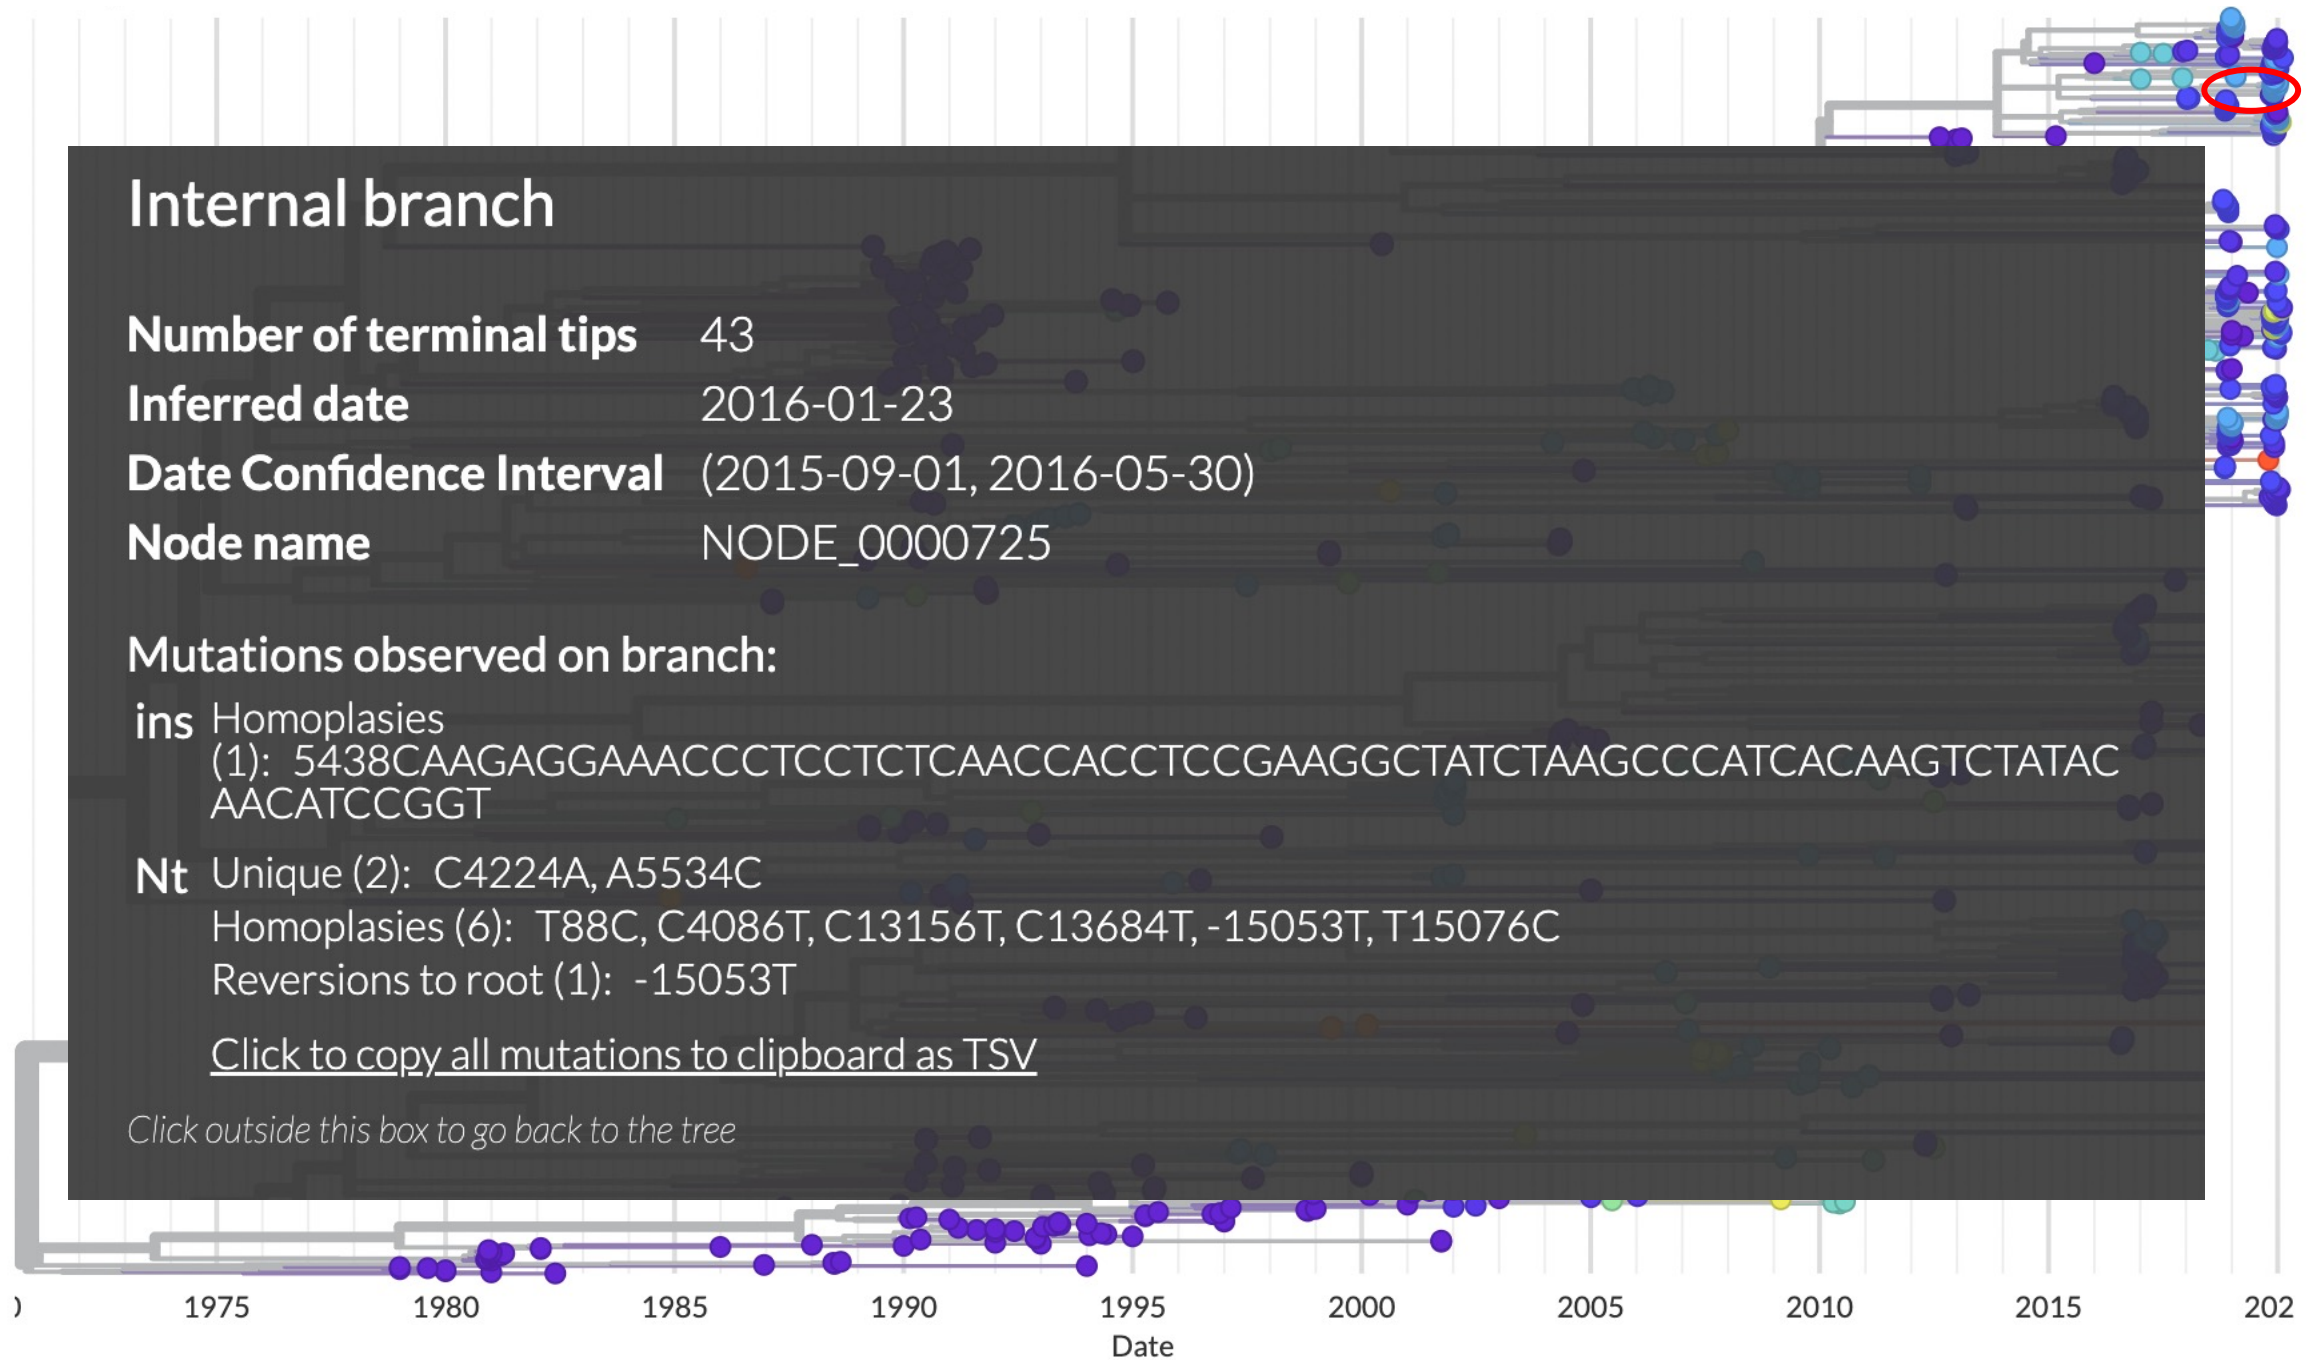 Internal branch
Number of terminal tips 43
Inferred date 2016-01-23
Date Confidence Interval (2015-09-01, 2016-05-30)
Node name NODE_0000725
Mutations observed on branch:
ins Homoplasies
(1): 5438CAAGAGGAAACCCTCCTCTCAACCACCTCCGAAGGCTATCTAAGCCCATCACAAGTCTATAC
AACATCCGGT
Nt Unique (2): C4224A, A5534C
Homoplasies (6): T88C, C4086T, C13156T, C13684T, -15053T, T15076C
Reversions to root (1): -15053T
Click to copy all mutations to clipboard as TSV
Click outside this box to go back to the tree
1975 1980 1985 1990 1995 2000 2005 2010 2015 202
Date